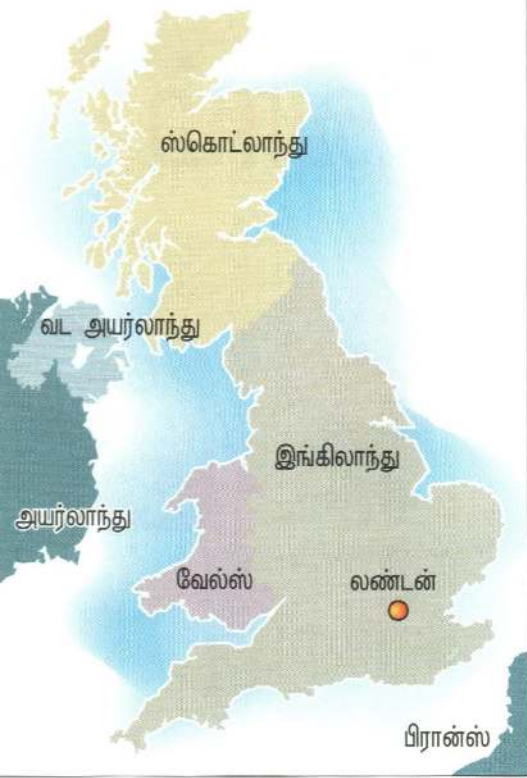 ஸ்கொட்லாந்து
வட அயர்லாந்து
இங்கிலாந்து
அயர்லாந்து
வேல்ஸ்
லண்டன்
பிரான்ஸ்